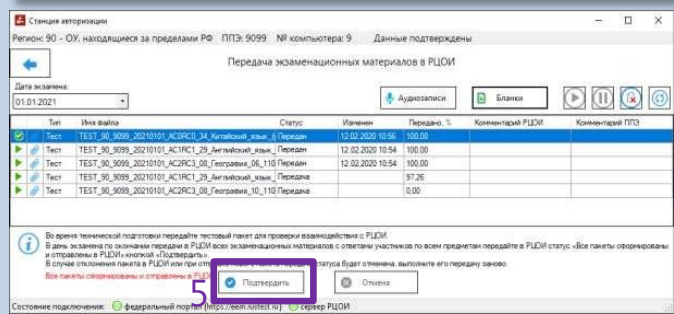 Станция авторизации
Регион: 90 - ОУ, находящиеся за пределами РФ ППЭ: 9099 № компьютера: 9 Данные подтверждены
Передача экзаменационных материалов в РЦОИ
Дата экзамена
01.01.2021
Аудиозаписи
Бланки
Тип Имя файла Статус Изменен Передано, % Комментарий РЦОИ Комментарий ППЭ
Тест TEST_90_9099_20210101_AC0RC0_34_Китайский_язык_ Передан 12.02.2020 10:56 100,00
Тест TEST_90_9099_20210101_AC1RC1_29_Английский_язык_ Передан 12.02.2020 10:54 100,00
Тест TEST_90_9099_20210101_AC2RC3_08_География_06_110 Передан 12.02.2020 10:54 100,00
Тест TEST_90_9099_20210101_AC1RC1_29_Английский_язык_ Передача 97,26
Тест TEST_90_9099_20210101_AC2RC3_08_География_10_110 Передача 0,00
Во время технической подготовки передайте тестовый пакет для проверки взаимодействия с РЦОИ.
В день экзамена по окончании передачи в РЦОИ всех экзаменационных материалов с ответами участников по всем предметам передайте в РЦОИ статус «Все пакеты сформированы
и отправлены в РЦОИ» кнопкой «Подтвердить».
В случае отклонения пакета в РЦОИ или при статуса будет отменена, выполните его передачу заново.
Все пакеты сформированы и отправлены в РЦОИ
5
Подтвердить
Отмена
Состояние подключения: федеральный портал (https://eem.rustest.ru) сервер РЦОИ